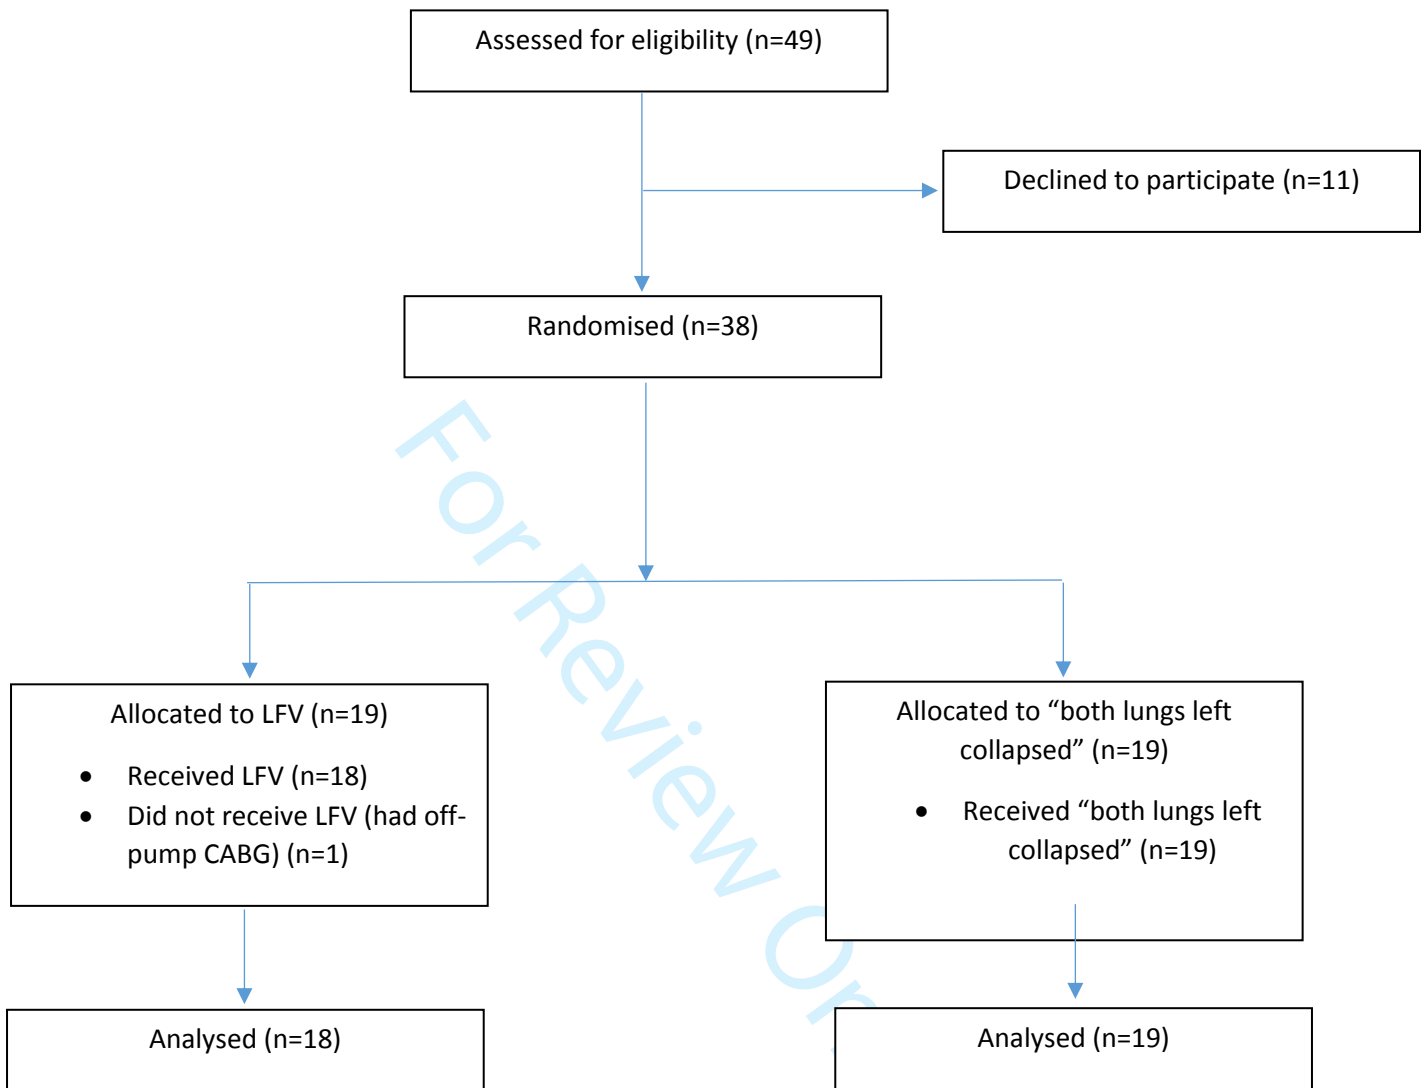 Assessed for eligibility (n=49)
Declined to participate (n=11)
Randomised (n=38)
Allocated to LFV (n=19)
• Received LFV (n=18)
• Did not receive LFV (had off-
pump CABG) (n=1)
Allocated to “both lungs left
collapsed” (n=19)
• Received “both lungs left
collapsed” (n=19)
Analysed (n=18)
Analysed (n=19)
For Review On